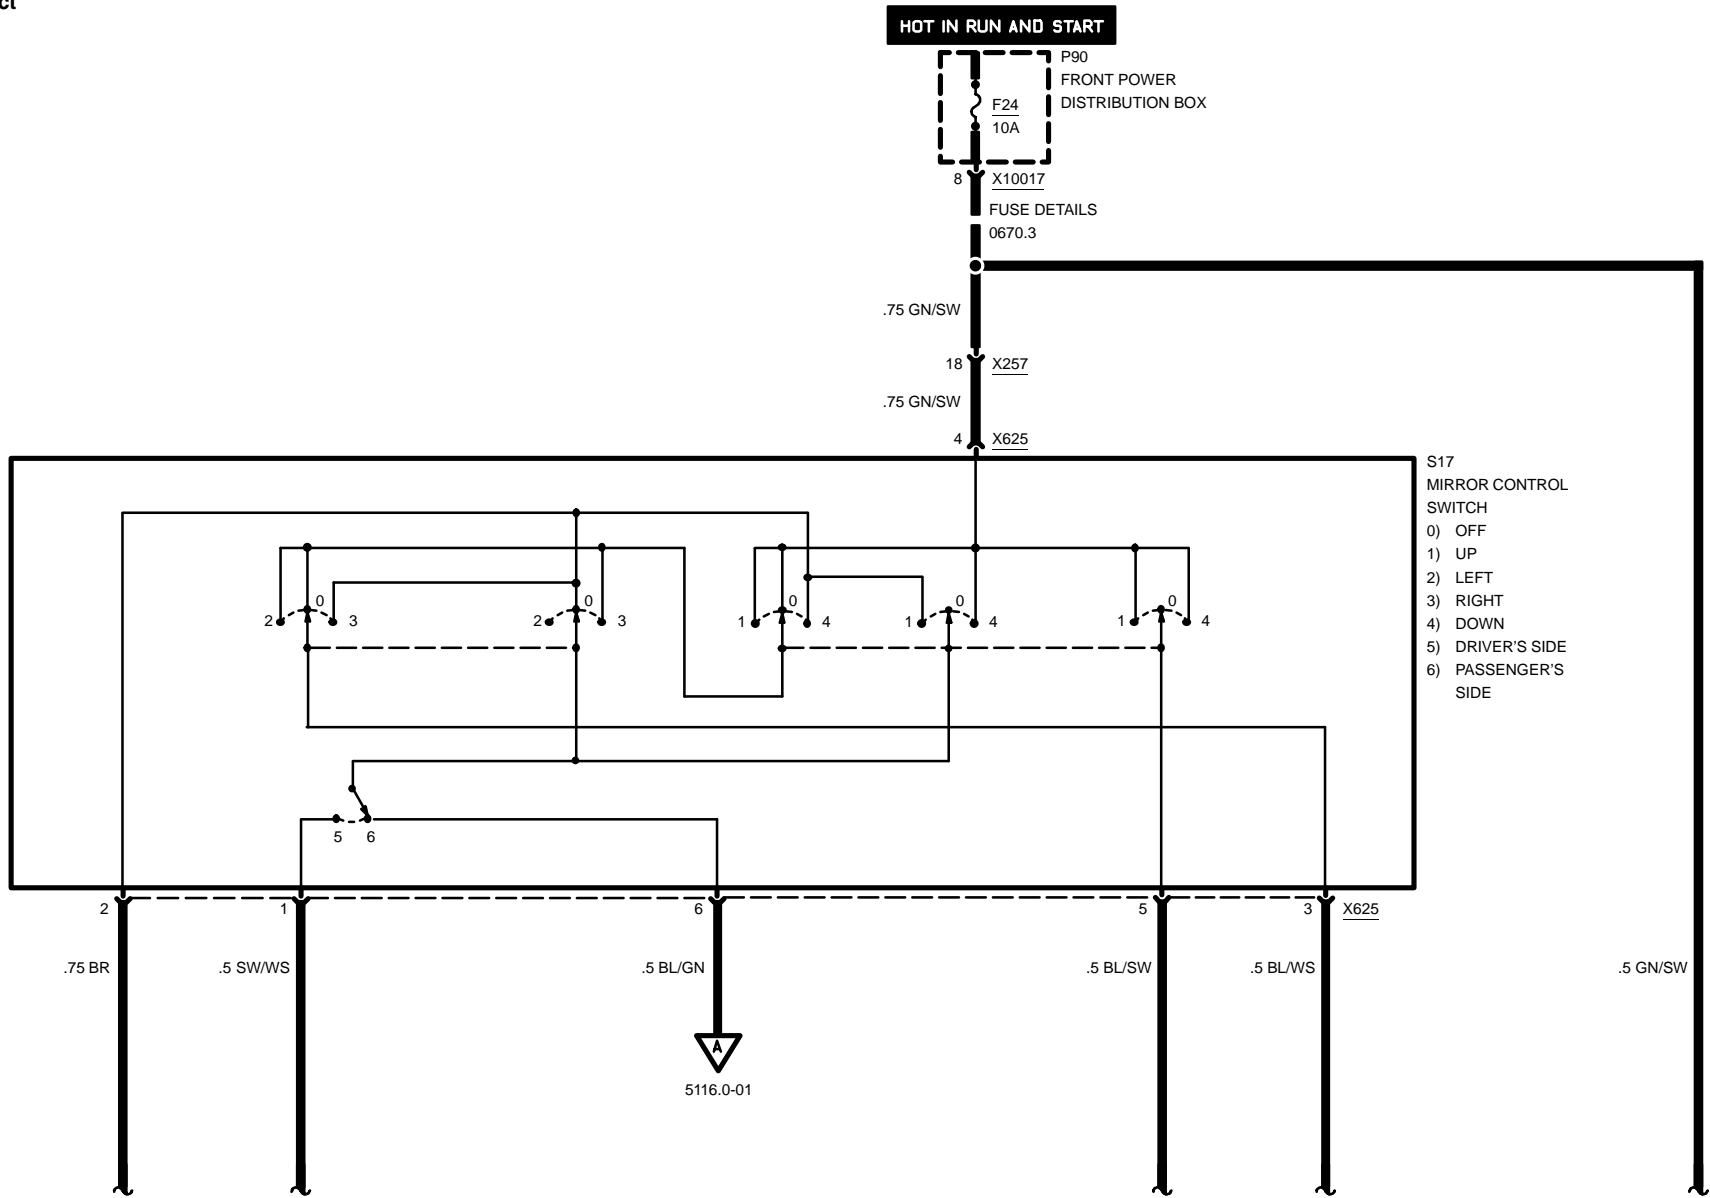 ct
HOT IN RUN AND START
P90
FRONT POWER
DISTRIBUTION BOX
F24
10A
8 X10017
FUSE DETAILS
0670.3
.75 GN/SW
18 X257
.75 GN/SW
4 X625
S17
MIRROR CONTROL
SWITCH
0) OFF
1) UP
2) LEFT
3) RIGHT
4) DOWN
5) DRIVER'S SIDE
6) PASSENGER'S
SIDE
2 0 3 2 0 3 1 0 4 1 0 4 1 0 4
5 6
2 1 6 5 3 X625
.75 BR .5 SW/WS .5 BL/GN .5 BL/SW .5 BL/WS .5 GN/SW
A
5116.0-01